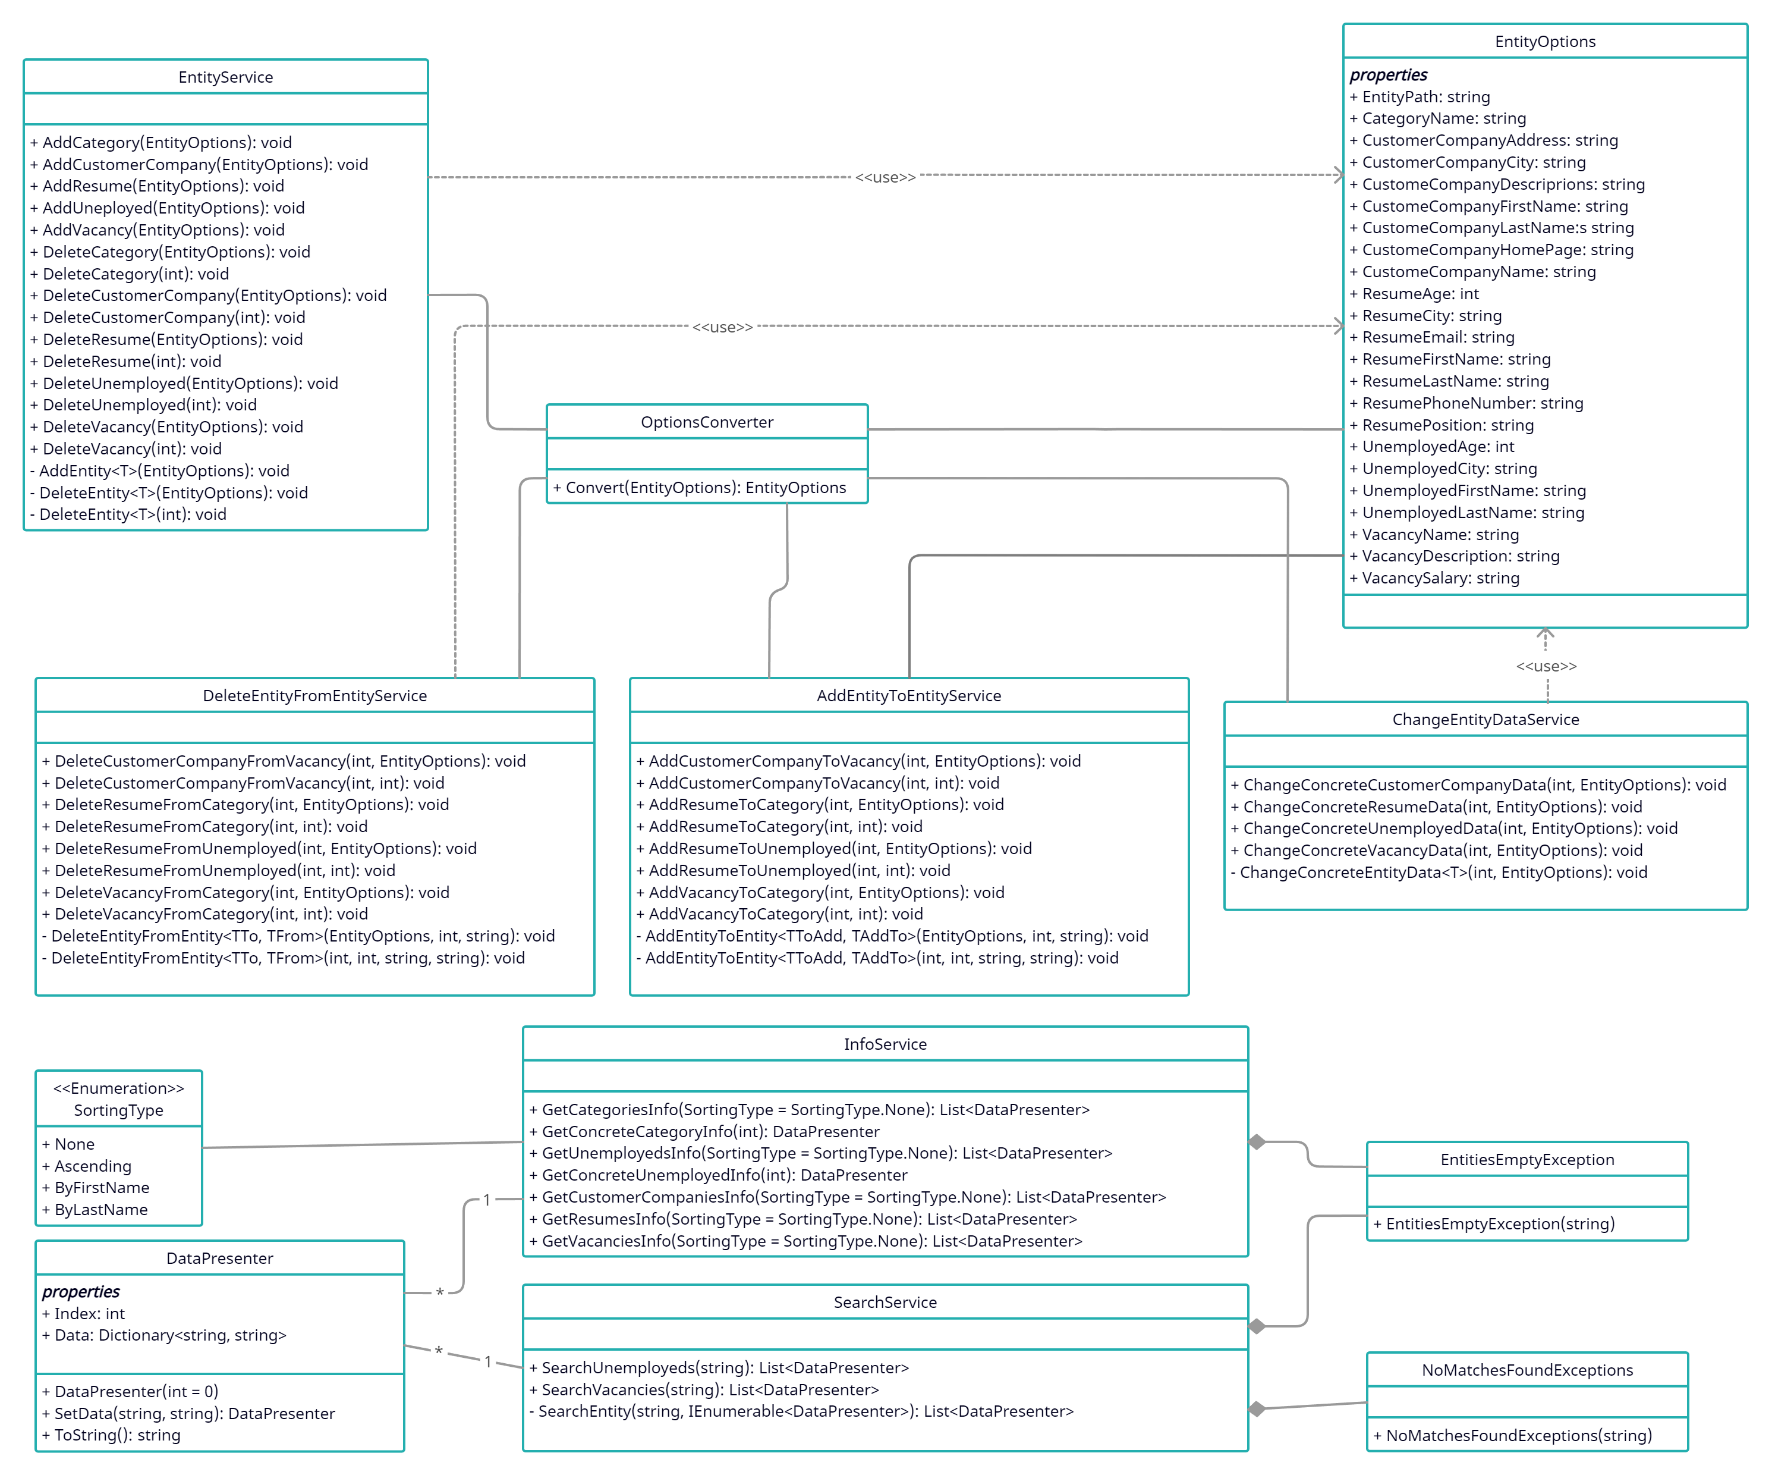 EntityService
+ AddCategory(EntityOptions): void
+ AddCustomerCompany(EntityOptions): void
+ AddResume(EntityOptions): void
+ AddUneployed(EntityOptions): void
+ AddVacancy(EntityOptions): void
+ DeleteCategory(EntityOptions): void
+ DeleteCategory(int): void
+ DeleteCustomerCompany(EntityOptions): void
+ DeleteCustomerCompany(int): void
+ DeleteResume(EntityOptions): void
+ DeleteResume(int): void
+ DeleteUnemployed(EntityOptions): void
+ DeleteUnemployed(int): void
+ DeleteVacancy(EntityOptions): void
+ DeleteVacancy(int): void
- AddEntity<T>(EntityOptions): void
- DeleteEntity<T>(EntityOptions): void
- DeleteEntity<T>(int): void
<<use>>
<<use>>
EntityOptions
properties
+ EntityPath: string
+ CategoryName: string
+ CustomerCompanyAddress: string
+ CustomerCompanyCity: string
+ CustomeCompanyDescriprions: string
+ CustomeCompanyFirstName: string
+ CustomeCompanyLastName:s string
+ CustomeCompanyHomePage: string
+ CustomeCompanyName: string
+ ResumeAge: int
+ ResumeCity: string
+ ResumeEmail: string
+ ResumeFirstName: string
+ ResumeLastName: string
+ ResumePhoneNumber: string
+ ResumePosition: string
+ UnemployedAge: int
+ UnemployedCity: string
+ UnemployedFirstName: string
+ UnemployedLastName: string
+ VacancyName: string
+ VacancyDescription: string
+ VacancySalary: string
OptionsConverter
+ Convert(EntityOptions): EntityOptions
<<use>>
DeleteEntityFromEntityService
+ DeleteCustomerCompanyFromVacancy(int, EntityOptions): void
+ DeleteCustomerCompanyFromVacancy(int, int): void
+ DeleteResumeFromCategory(int, EntityOptions): void
+ DeleteResumeFromCategory(int, int): void
+ DeleteResumeFromUnemployed(int, EntityOptions): void
+ DeleteResumeFromUnemployed(int, int): void
+ DeleteVacancyFromCategory(int, EntityOptions): void
+ DeleteVacancyFromCategory(int, int): void
- DeleteEntityFromEntity<TTo, TFrom>(EntityOptions, int, string): void
- DeleteEntityFromEntity<TTo, TFrom>(int, int, string, string): void
AddEntityToEntityService
+ AddCustomerCompanyToVacancy(int, EntityOptions): void
+ AddCustomerCompanyToVacancy(int, int): void
+ AddResumeToCategory(int, EntityOptions): void
+ AddResumeToCategory(int, int): void
+ AddResumeToUnemployed(int, EntityOptions): void
+ AddResumeToUnemployed(int, int): void
+ AddVacancyToCategory(int, EntityOptions): void
+ AddVacancyToCategory(int, int): void
- AddEntityToEntity<TToAdd, TAddTo>(EntityOptions, int, string): void
- AddEntityToEntity<TToAdd, TAddTo>(int, int, string, string): void
ChangeEntityDataService
+ ChangeConcreteCustomerCompanyData(int, EntityOptions): void
+ ChangeConcreteResumeData(int, EntityOptions): void
+ ChangeConcreteUnemployedData(int, EntityOptions): void
+ ChangeConcreteVacancyData(int, EntityOptions): void
- ChangeConcreteEntityData<T>(int, EntityOptions): void
<<Enumeration>>
SortingType
+ None
+ Ascending
+ ByFirstName
+ ByLastName
InfoService
+ GetCategoriesInfo(SortingType = SortingType.None): List<DataPresenter>
+ GetConcreteCategoryInfo(int): DataPresenter
+ GetUnemployedsInfo(SortingType = SortingType.None): List<DataPresenter>
+ GetConcreteUnemployedInfo(int): DataPresenter
+ GetCustomerCompaniesInfo(SortingType = SortingType.None): List<DataPresenter>
+ GetResumesInfo(SortingType = SortingType.None): List<DataPresenter>
+ GetVacanciesInfo(SortingType = SortingType.None): List<DataPresenter>
EntitiesEmptyException
+ EntitiesEmptyException(string)
1
*
DataPresenter
properties
+ Index: int
+ Data: Dictionary<string, string>
+ DataPresenter(int = 0)
+ SetData(string, string): DataPresenter
+ ToString(): string
*
1
SearchService
+ SearchUnemployeds(string): List<DataPresenter>
+ SearchVacancies(string): List<DataPresenter>
- SearchEntity(string, IEnumerable<DataPresenter>): List<DataPresenter>
NoMatchesFoundExceptions
+ NoMatchesFoundExceptions(string)